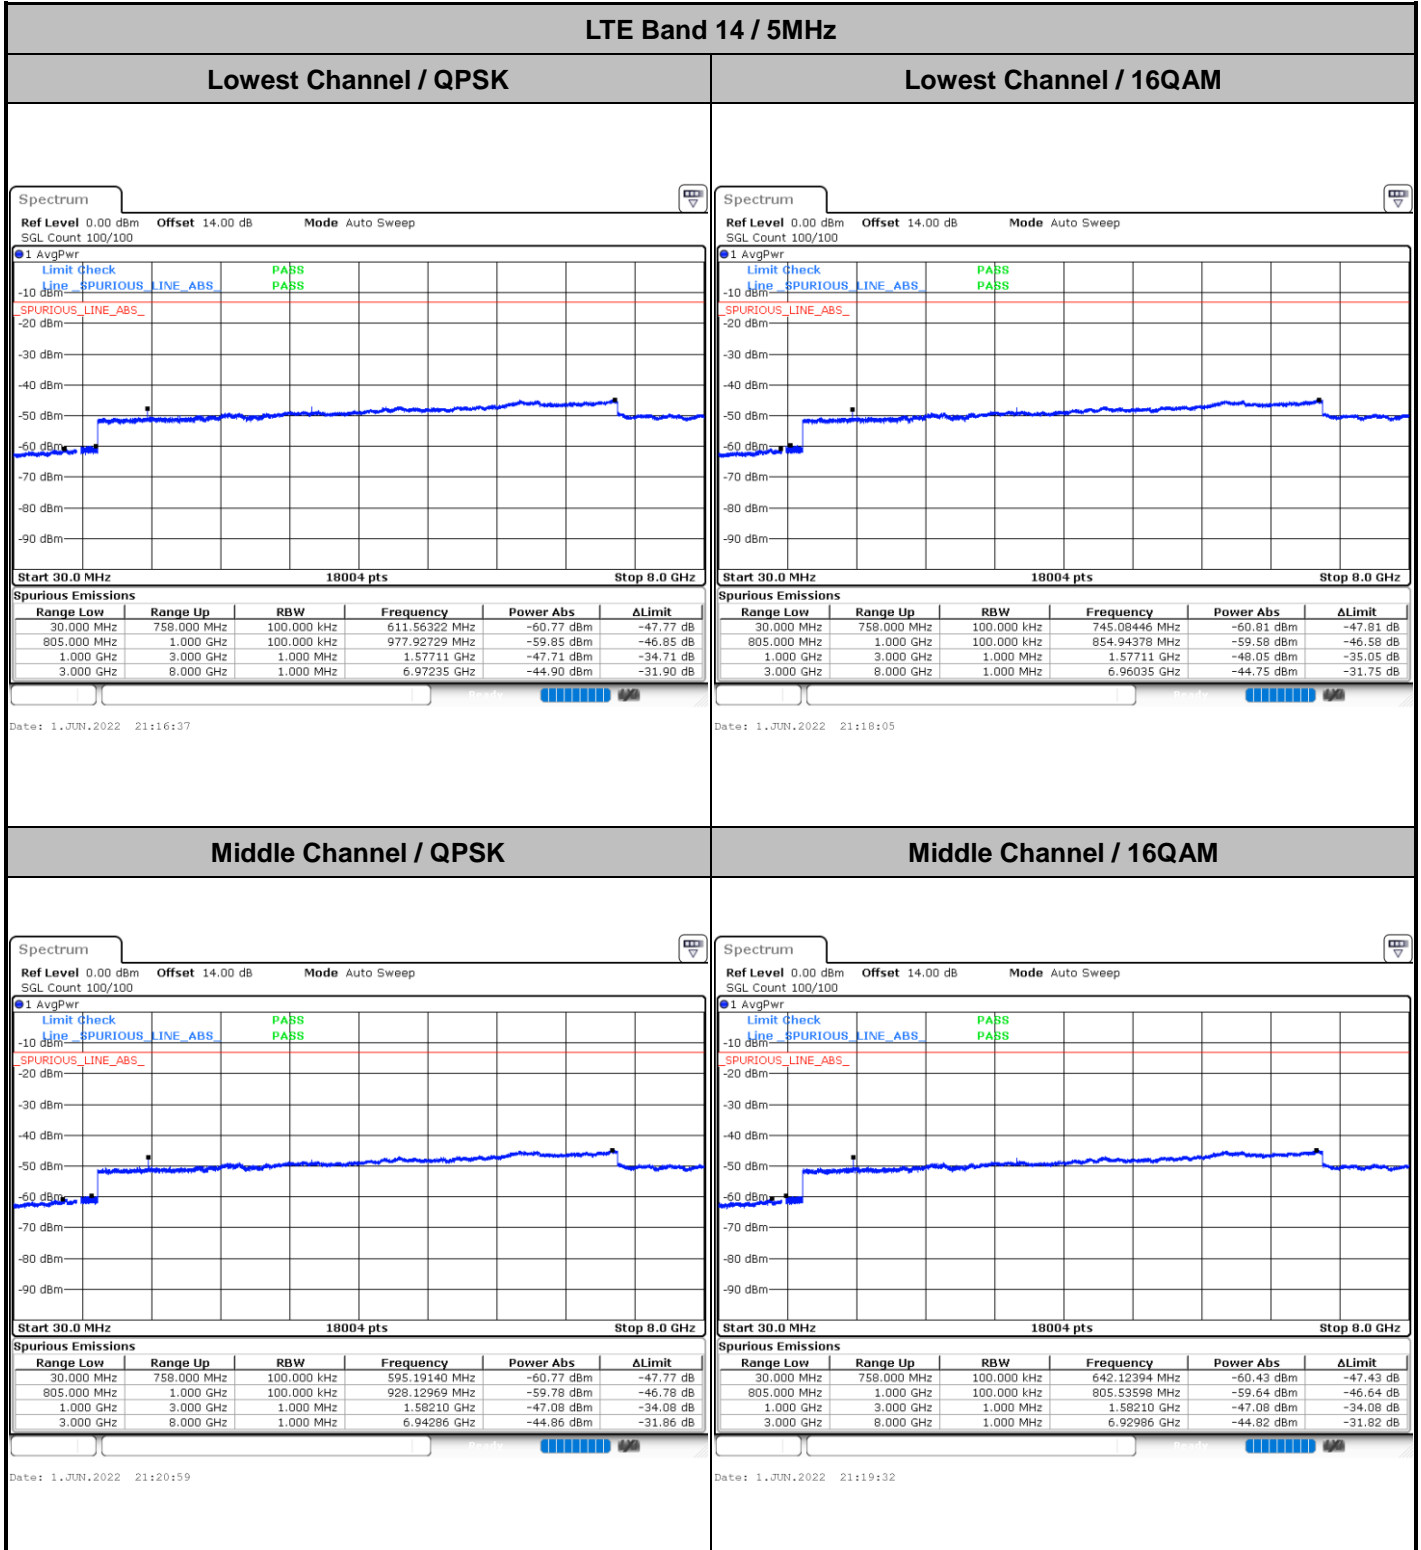 LTE Band 14 / 5MHz
Lowest Channel / QPSK
Lowest Channel / 16QAM
Spectrum
Ref Level 0.00 dBm Offset 14.00 dB Mode Auto Sweep
SGL Count 100/100
1 AvgPwr
Limit Check PASS
Line _SPURIOUS_LINE_ABS_ PASS
-10 dBm
_SPURIOUS_LINE_ABS_
-20 dBm
-30 dBm
-40 dBm
-50 dBm
-60 dBm
-70 dBm
-80 dBm
-90 dBm
Start 30.0 MHz 18004 pts Stop 8.0 GHz
Spurious Emissions
Range Low Range Up RBW Frequency Power Abs ΔLimit
30.000 MHz 758.000 MHz 100.000 kHz 611.56322 MHz -60.77 dBm -47.77 dB
805.000 MHz 1.000 GHz 100.000 kHz 977.92729 MHz -59.85 dBm -46.85 dB
1.000 GHz 3.000 GHz 1.000 MHz 1.57711 GHz -47.71 dBm -34.71 dB
3.000 GHz 8.000 GHz 1.000 MHz 6.97235 GHz -44.90 dBm -31.90 dB
Ready
Date: 1.JUN.2022 21:16:37
Spectrum
Ref Level 0.00 dBm Offset 14.00 dB Mode Auto Sweep
SGL Count 100/100
1 AvgPwr
Limit Check PASS
Line _SPURIOUS_LINE_ABS_ PASS
-10 dBm
_SPURIOUS_LINE_ABS_
-20 dBm
-30 dBm
-40 dBm
-50 dBm
-60 dBm
-70 dBm
-80 dBm
-90 dBm
Start 30.0 MHz 18004 pts Stop 8.0 GHz
Spurious Emissions
Range Low Range Up RBW Frequency Power Abs ΔLimit
30.000 MHz 758.000 MHz 100.000 kHz 745.08446 MHz -60.81 dBm -47.81 dB
805.000 MHz 1.000 GHz 100.000 kHz 854.94378 MHz -59.58 dBm -46.58 dB
1.000 GHz 3.000 GHz 1.000 MHz 1.57711 GHz -48.05 dBm -35.05 dB
3.000 GHz 8.000 GHz 1.000 MHz 6.96035 GHz -44.75 dBm -31.75 dB
Ready
Date: 1.JUN.2022 21:18:05
Middle Channel / QPSK
Middle Channel / 16QAM
Spectrum
Ref Level 0.00 dBm Offset 14.00 dB Mode Auto Sweep
SGL Count 100/100
1 AvgPwr
Limit Check PASS
Line _SPURIOUS_LINE_ABS_ PASS
-10 dBm
_SPURIOUS_LINE_ABS_
-20 dBm
-30 dBm
-40 dBm
-50 dBm
-60 dBm
-70 dBm
-80 dBm
-90 dBm
Start 30.0 MHz 18004 pts Stop 8.0 GHz
Spurious Emissions
Range Low Range Up RBW Frequency Power Abs ΔLimit
30.000 MHz 758.000 MHz 100.000 kHz 595.19140 MHz -60.77 dBm -47.77 dB
805.000 MHz 1.000 GHz 100.000 kHz 928.12969 MHz -59.78 dBm -46.78 dB
1.000 GHz 3.000 GHz 1.000 MHz 1.58210 GHz -47.08 dBm -34.08 dB
3.000 GHz 8.000 GHz 1.000 MHz 6.94286 GHz -44.86 dBm -31.86 dB
Ready
Date: 1.JUN.2022 21:20:59
Spectrum
Ref Level 0.00 dBm Offset 14.00 dB Mode Auto Sweep
SGL Count 100/100
1 AvgPwr
Limit Check PASS
Line _SPURIOUS_LINE_ABS_ PASS
-10 dBm
_SPURIOUS_LINE_ABS_
-20 dBm
-30 dBm
-40 dBm
-50 dBm
-60 dBm
-70 dBm
-80 dBm
-90 dBm
Start 30.0 MHz 18004 pts Stop 8.0 GHz
Spurious Emissions
Range Low Range Up RBW Frequency Power Abs ΔLimit
30.000 MHz 758.000 MHz 100.000 kHz 642.12394 MHz -60.43 dBm -47.43 dB
805.000 MHz 1.000 GHz 100.000 kHz 805.53598 MHz -59.64 dBm -46.64 dB
1.000 GHz 3.000 GHz 1.000 MHz 1.58210 GHz -47.08 dBm -34.08 dB
3.000 GHz 8.000 GHz 1.000 MHz 6.92986 GHz -44.82 dBm -31.82 dB
Ready
Date: 1.JUN.2022 21:19:32